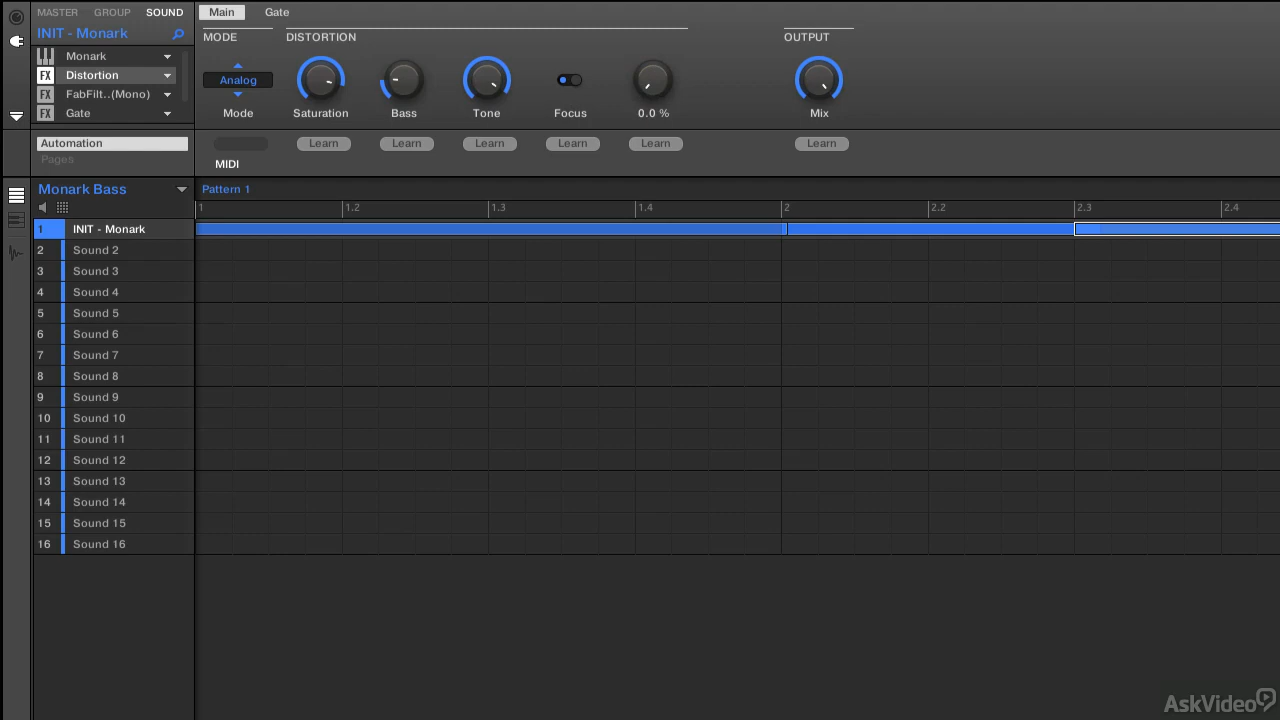 MASTER GROUP SOUND
INIT - Monark
Monark
FX Distortion
FX FabFilt..(Mono)
FX Gate
Automation
Pages
Main Gate
MODE DISTORTION OUTPUT
Analog
Mode Saturation Bass Tone Focus 0.0 % Mix
Learn Learn Learn Learn Learn Learn
MIDI
Monark Bass
Pattern 1
1 1.2 1.3 1.4 2 2.2 2.3 2.4
1 INIT - Monark
2 Sound 2
3 Sound 3
4 Sound 4
5 Sound 5
6 Sound 6
7 Sound 7
8 Sound 8
9 Sound 9
10 Sound 10
11 Sound 11
12 Sound 12
13 Sound 13
14 Sound 14
15 Sound 15
16 Sound 16
AskVideo